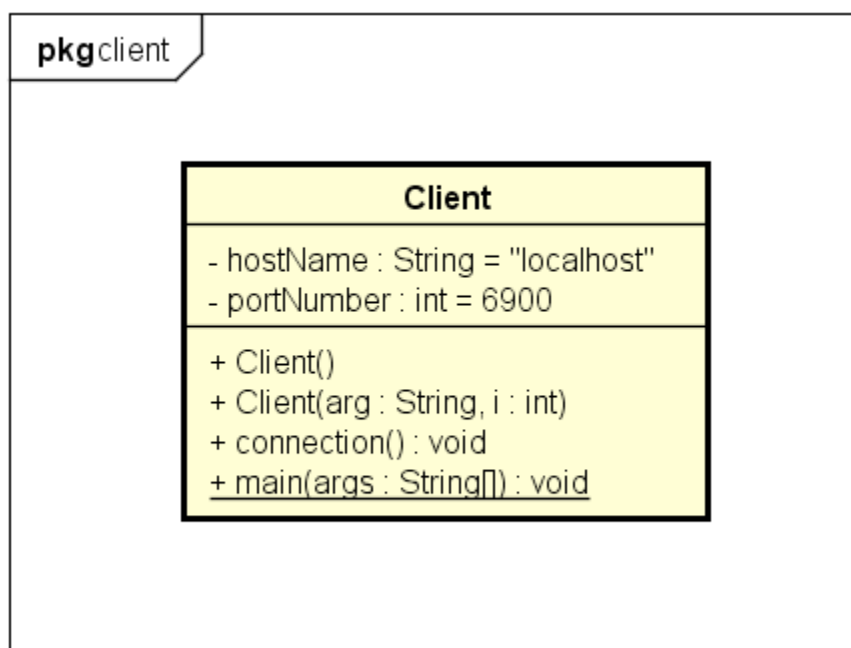 pkgclient
Client
- hostName : String = "localhost"
- portNumber : int = 6900
+ Client()
+ Client(arg : String, i : int)
+ connection() : void
+ main(args : String[]) : void